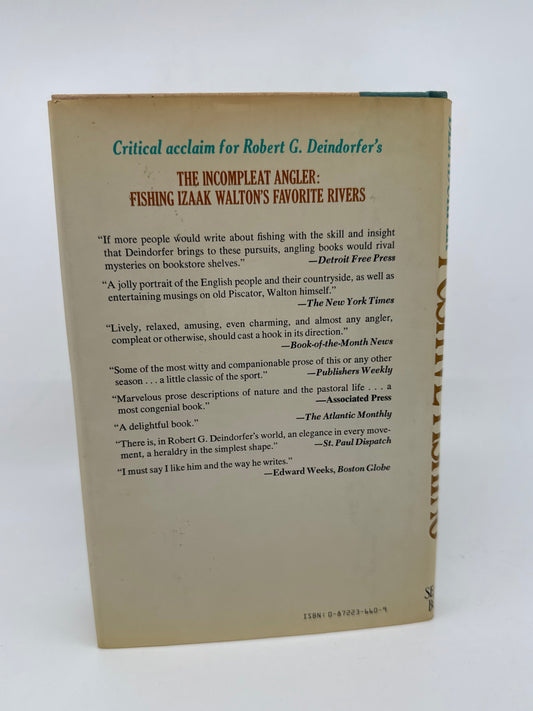 Critical acclaim for Robert G. Deindorfer's
THE INCOMPLEAT ANGLER:
FISHING IZAAK WALTON'S FAVORITE RIVERS
“If more people would write about fishing with the skill and insight
that Deindorfer brings to these pursuits, angling books would rival
mysteries on bookstore shelves.” —Detroit Free Press
“A jolly portrait of the English people and their countryside, as well as
entertaining musings on old Piscator, Walton himself.”
—The New York Times
“Lively, relaxed, amusing, even charming, and almost any angler,
compleat or otherwise, should cast a hook in its direction.”
—Book-of-the-Month News
“Some of the most witty and companionable prose of this or any other
season . . . a little classic of the sport.” —Publishers Weekly
“Marvelous prose descriptions of nature and the pastoral life . . . a
most congenial book.” —Associated Press
“A delightful book.” —The Atlantic Monthly
“There is, in Robert G. Deindorfer's world, an elegance in every move-
ment, a heraldry in the simplest shape.” —St. Paul Dispatch
“I must say I like him and the way he writes.”
—Edward Weeks, Boston Globe
ISBN: 0-87223-660-9